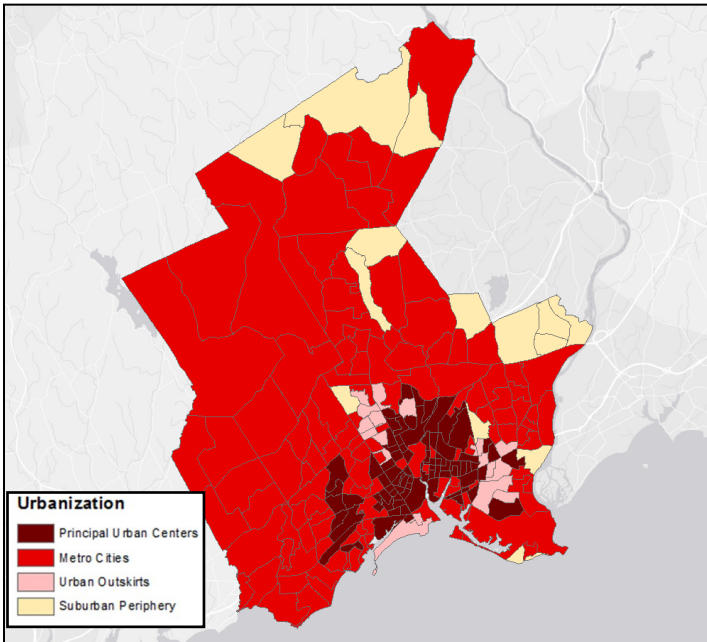 Urbanization
Principal Urban Centers
Metro Cities
Urban Outskirts
Suburban Periphery